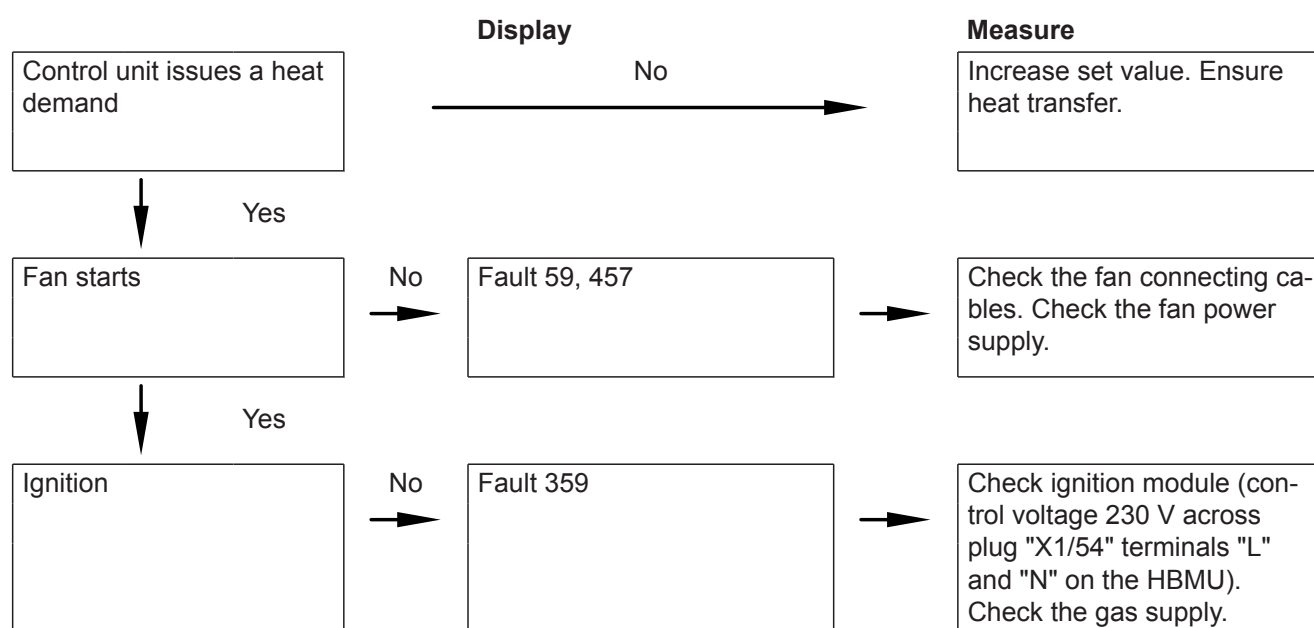 Display
Measure
Control unit issues a heat
demand
No
Increase set value. Ensure
heat transfer.
Yes
Fan starts
No
Fault 59, 457
Check the fan connecting ca-
bles. Check the fan power
supply.
Yes
Ignition
No
Fault 359
Check ignition module (con-
trol voltage 230 V across
plug "X1/54" terminals "L"
and "N" on the HBMU).
Check the gas supply.